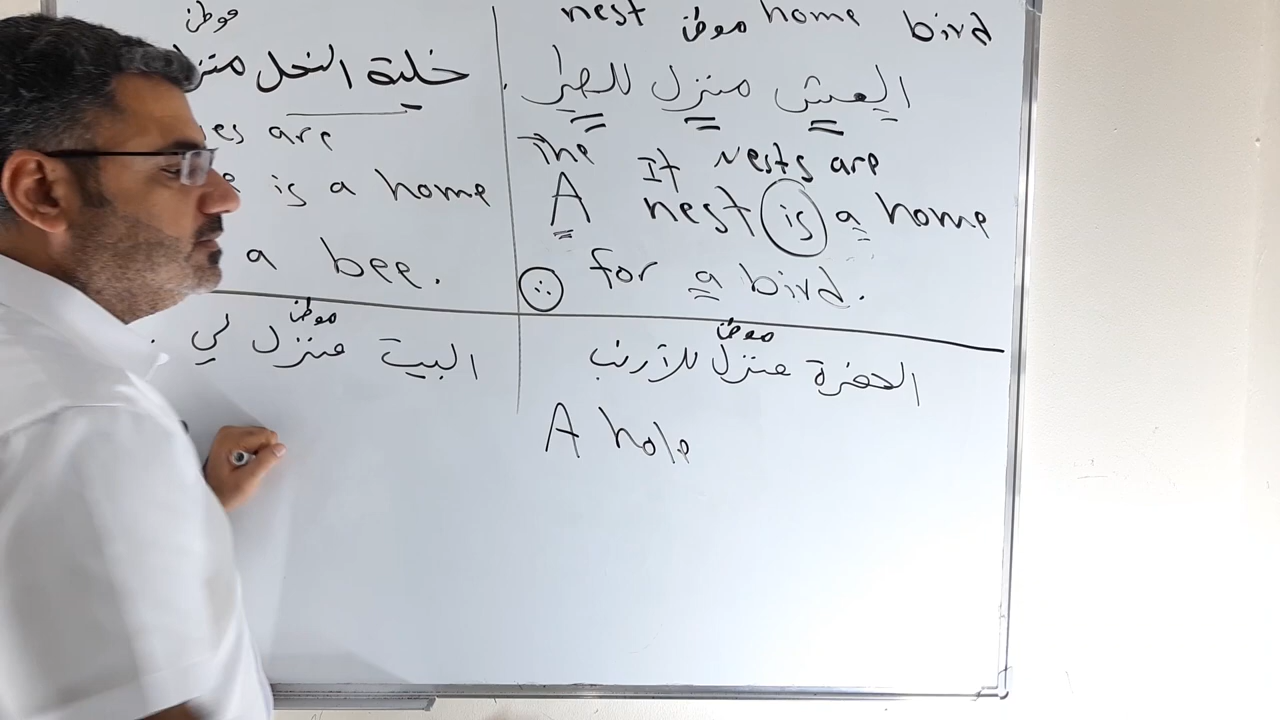 nest موطن home bird
العش منزل للطير .
The It Nests are
A nest is a home
for a bird.
موطن
خلية النحل
are
is a home
a bee.
موطن
الحفرة منزل للأرنب
A hole
موطن
البيت منزل لي .